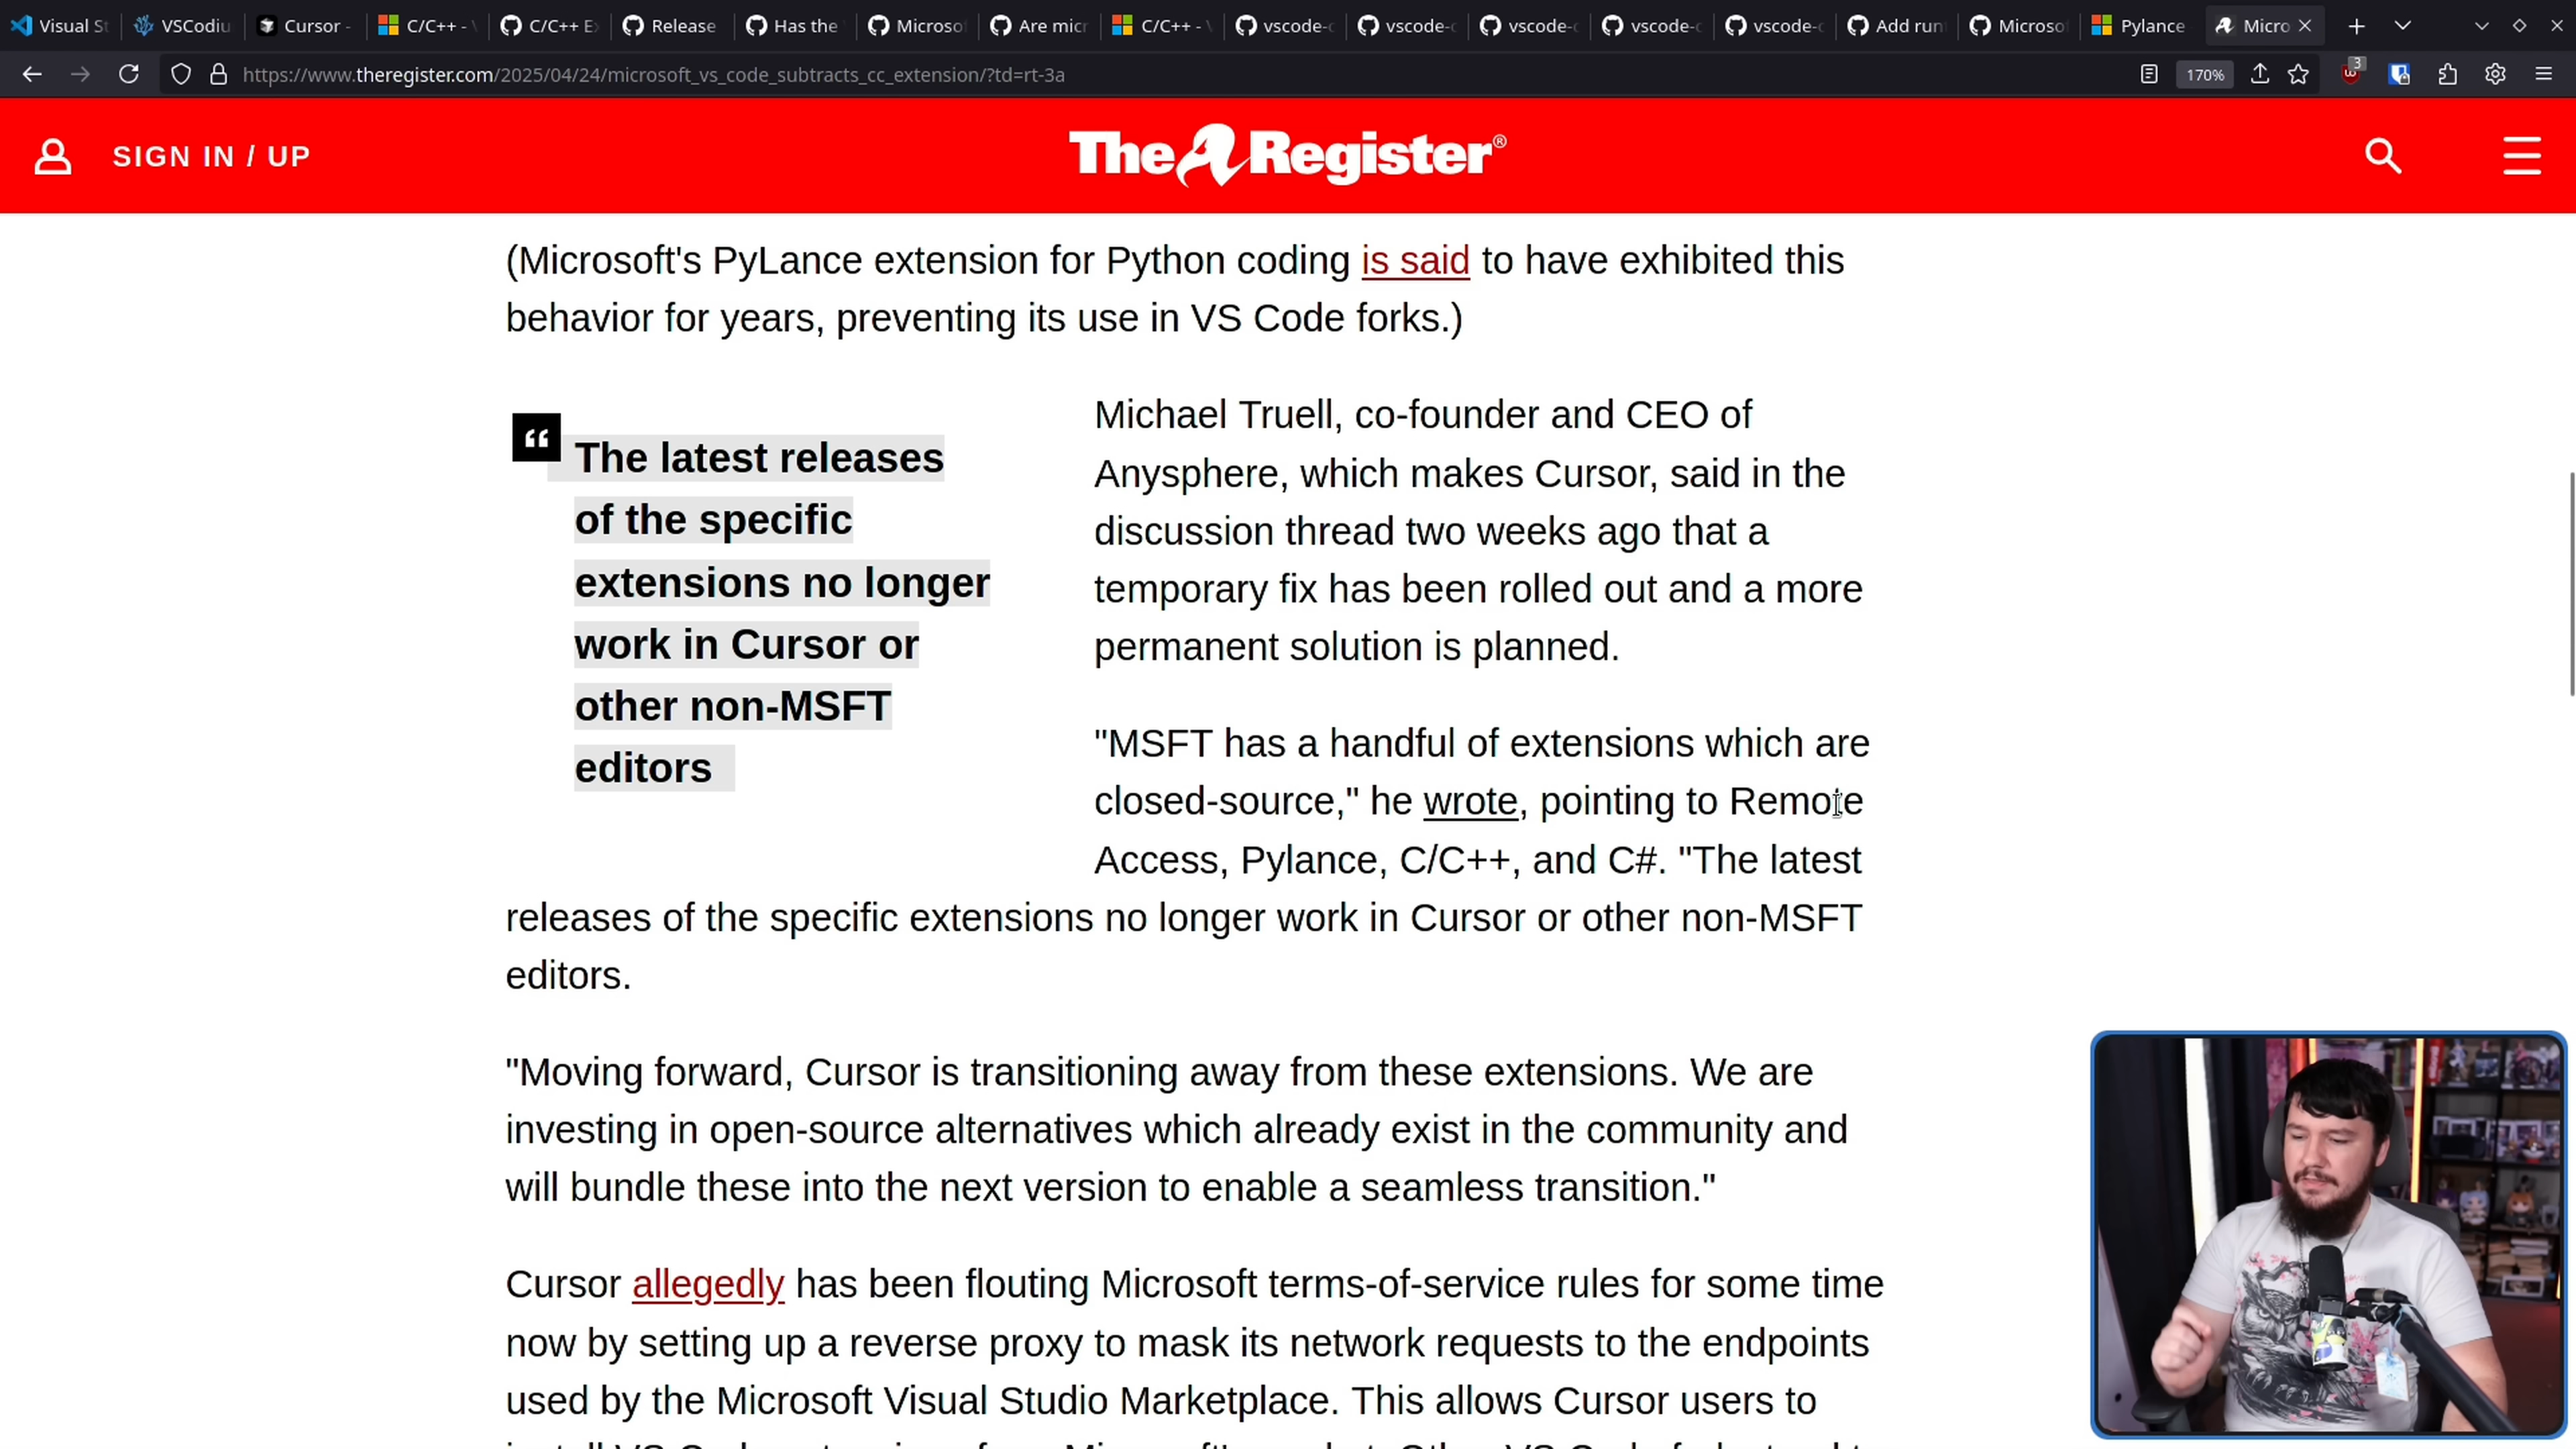 Visual St
VSCodiu
Cursor -
C/C++ - V
C/C++ Ex
Release
Has the
Microsof
Are micr
C/C++ - V
vscode-c
vscode-c
vscode-c
vscode-c
vscode-c
Add runt
Microsof
Pylance
Micro
https://www.theregister.com/2025/04/24/microsoft_vs_code_subtracts_cc_extension/?td=rt-3a
170%
3
SIGN IN / UP
The Register®
(Microsoft's PyLance extension for Python coding is said to have exhibited this
behavior for years, preventing its use in VS Code forks.)
“ The latest releases
of the specific
extensions no longer
work in Cursor or
other non-MSFT
editors
Michael Truell, co-founder and CEO of
Anysphere, which makes Cursor, said in the
discussion thread two weeks ago that a
temporary fix has been rolled out and a more
permanent solution is planned.
"MSFT has a handful of extensions which are
closed-source," he wrote, pointing to Remote
Access, Pylance, C/C++, and C#. "The latest
releases of the specific extensions no longer work in Cursor or other non-MSFT
editors.
"Moving forward, Cursor is transitioning away from these extensions. We are
investing in open-source alternatives which already exist in the community and
will bundle these into the next version to enable a seamless transition."
Cursor allegedly has been flouting Microsoft terms-of-service rules for some time
now by setting up a reverse proxy to mask its network requests to the endpoints
used by the Microsoft Visual Studio Marketplace. This allows Cursor users to